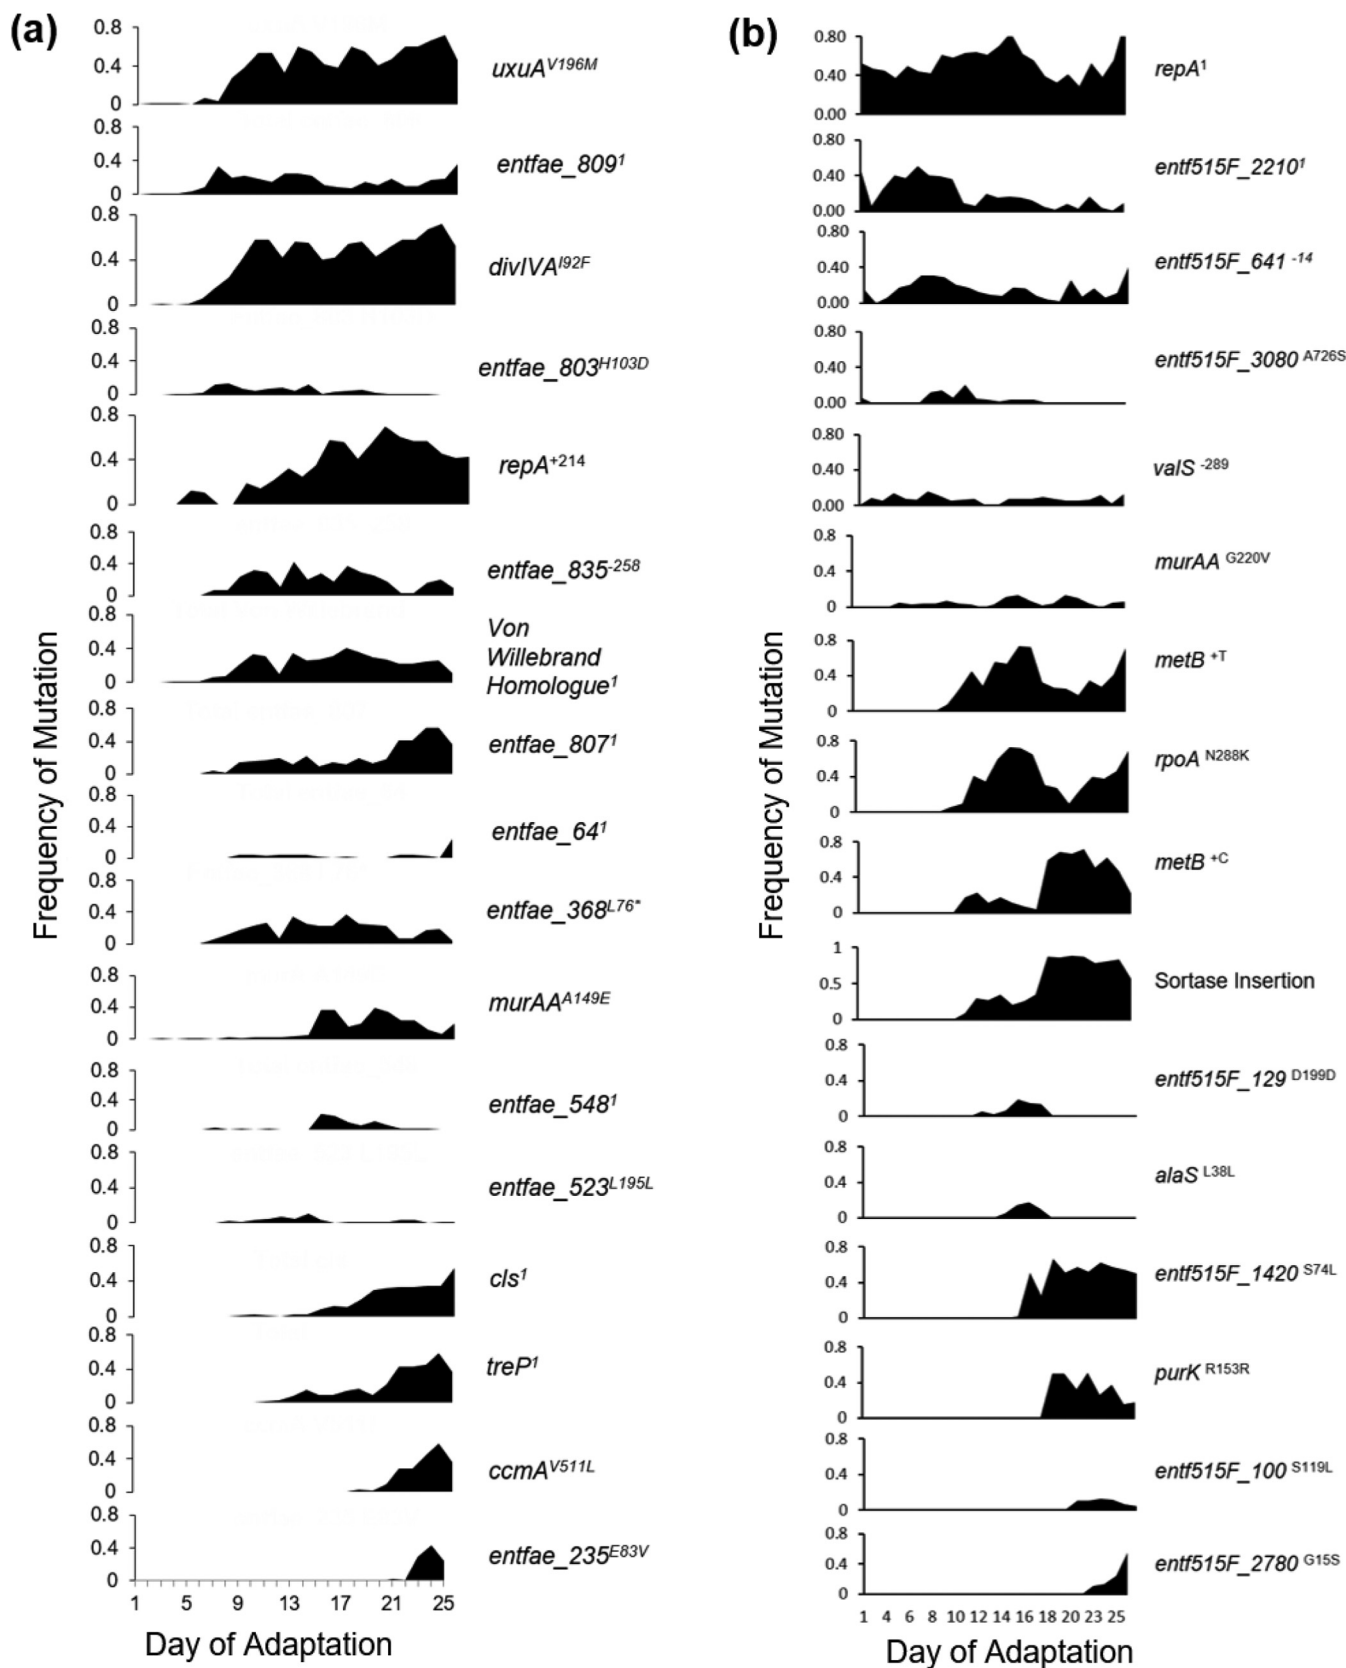 (a)
0.8
0.4
0
uxuA^V196M
0.8
0.4
0
entfae_809^1
0.8
0.4
0
divIVA^I92F
0.8
0.4
0
entfae_803^H103D
0.8
0.4
0
repA^+214
0.8
0.4
0
entfae_835^-258
0.8
0.4
0
Von
Willebrand
Homologue^1
0.8
0.4
0
entfae_807^1
0.8
0.4
0
entfae_64^1
0.8
0.4
0
entfae_368^L76*
0.8
0.4
0
murAA^A149E
0.8
0.4
0
entfae_548^1
0.8
0.4
0
entfae_523^L195L
0.8
0.4
0
cls^1
0.8
0.4
0
treP^1
0.8
0.4
0
ccmA^V511L
0.8
0.4
0
entfae_235^E83V
1 5 9 13 17 21 25
Frequency of Mutation
Day of Adaptation
(b)
0.80
0.40
0.00
repA^1
0.80
0.40
0.00
entf515F_2210^1
0.80
0.40
0.00
entf515F_641 ^-14
0.80
0.40
0.00
entf515F_3080 ^A726S
0.80
0.40
0.00
valS ^-289
0.8
0.4
0
murAA ^G220V
0.8
0.4
0
metB ^+T
0.8
0.4
0
rpoA ^N288K
0.8
0.4
0
metB ^+C
1
0.5
0
Sortase Insertion
0.8
0.4
0
entf515F_129 ^D199D
0.8
0.4
0
alaS ^L38L
0.8
0.4
0
entf515F_1420 ^S74L
0.8
0.4
0
purK ^R153R
0.8
0.4
0
entf515F_100 ^S119L
0.8
0.4
0
entf515F_2780 ^G15S
1 4 6 8 10 12 14 16 18 20 23 25
Frequency of Mutation
Day of Adaptation